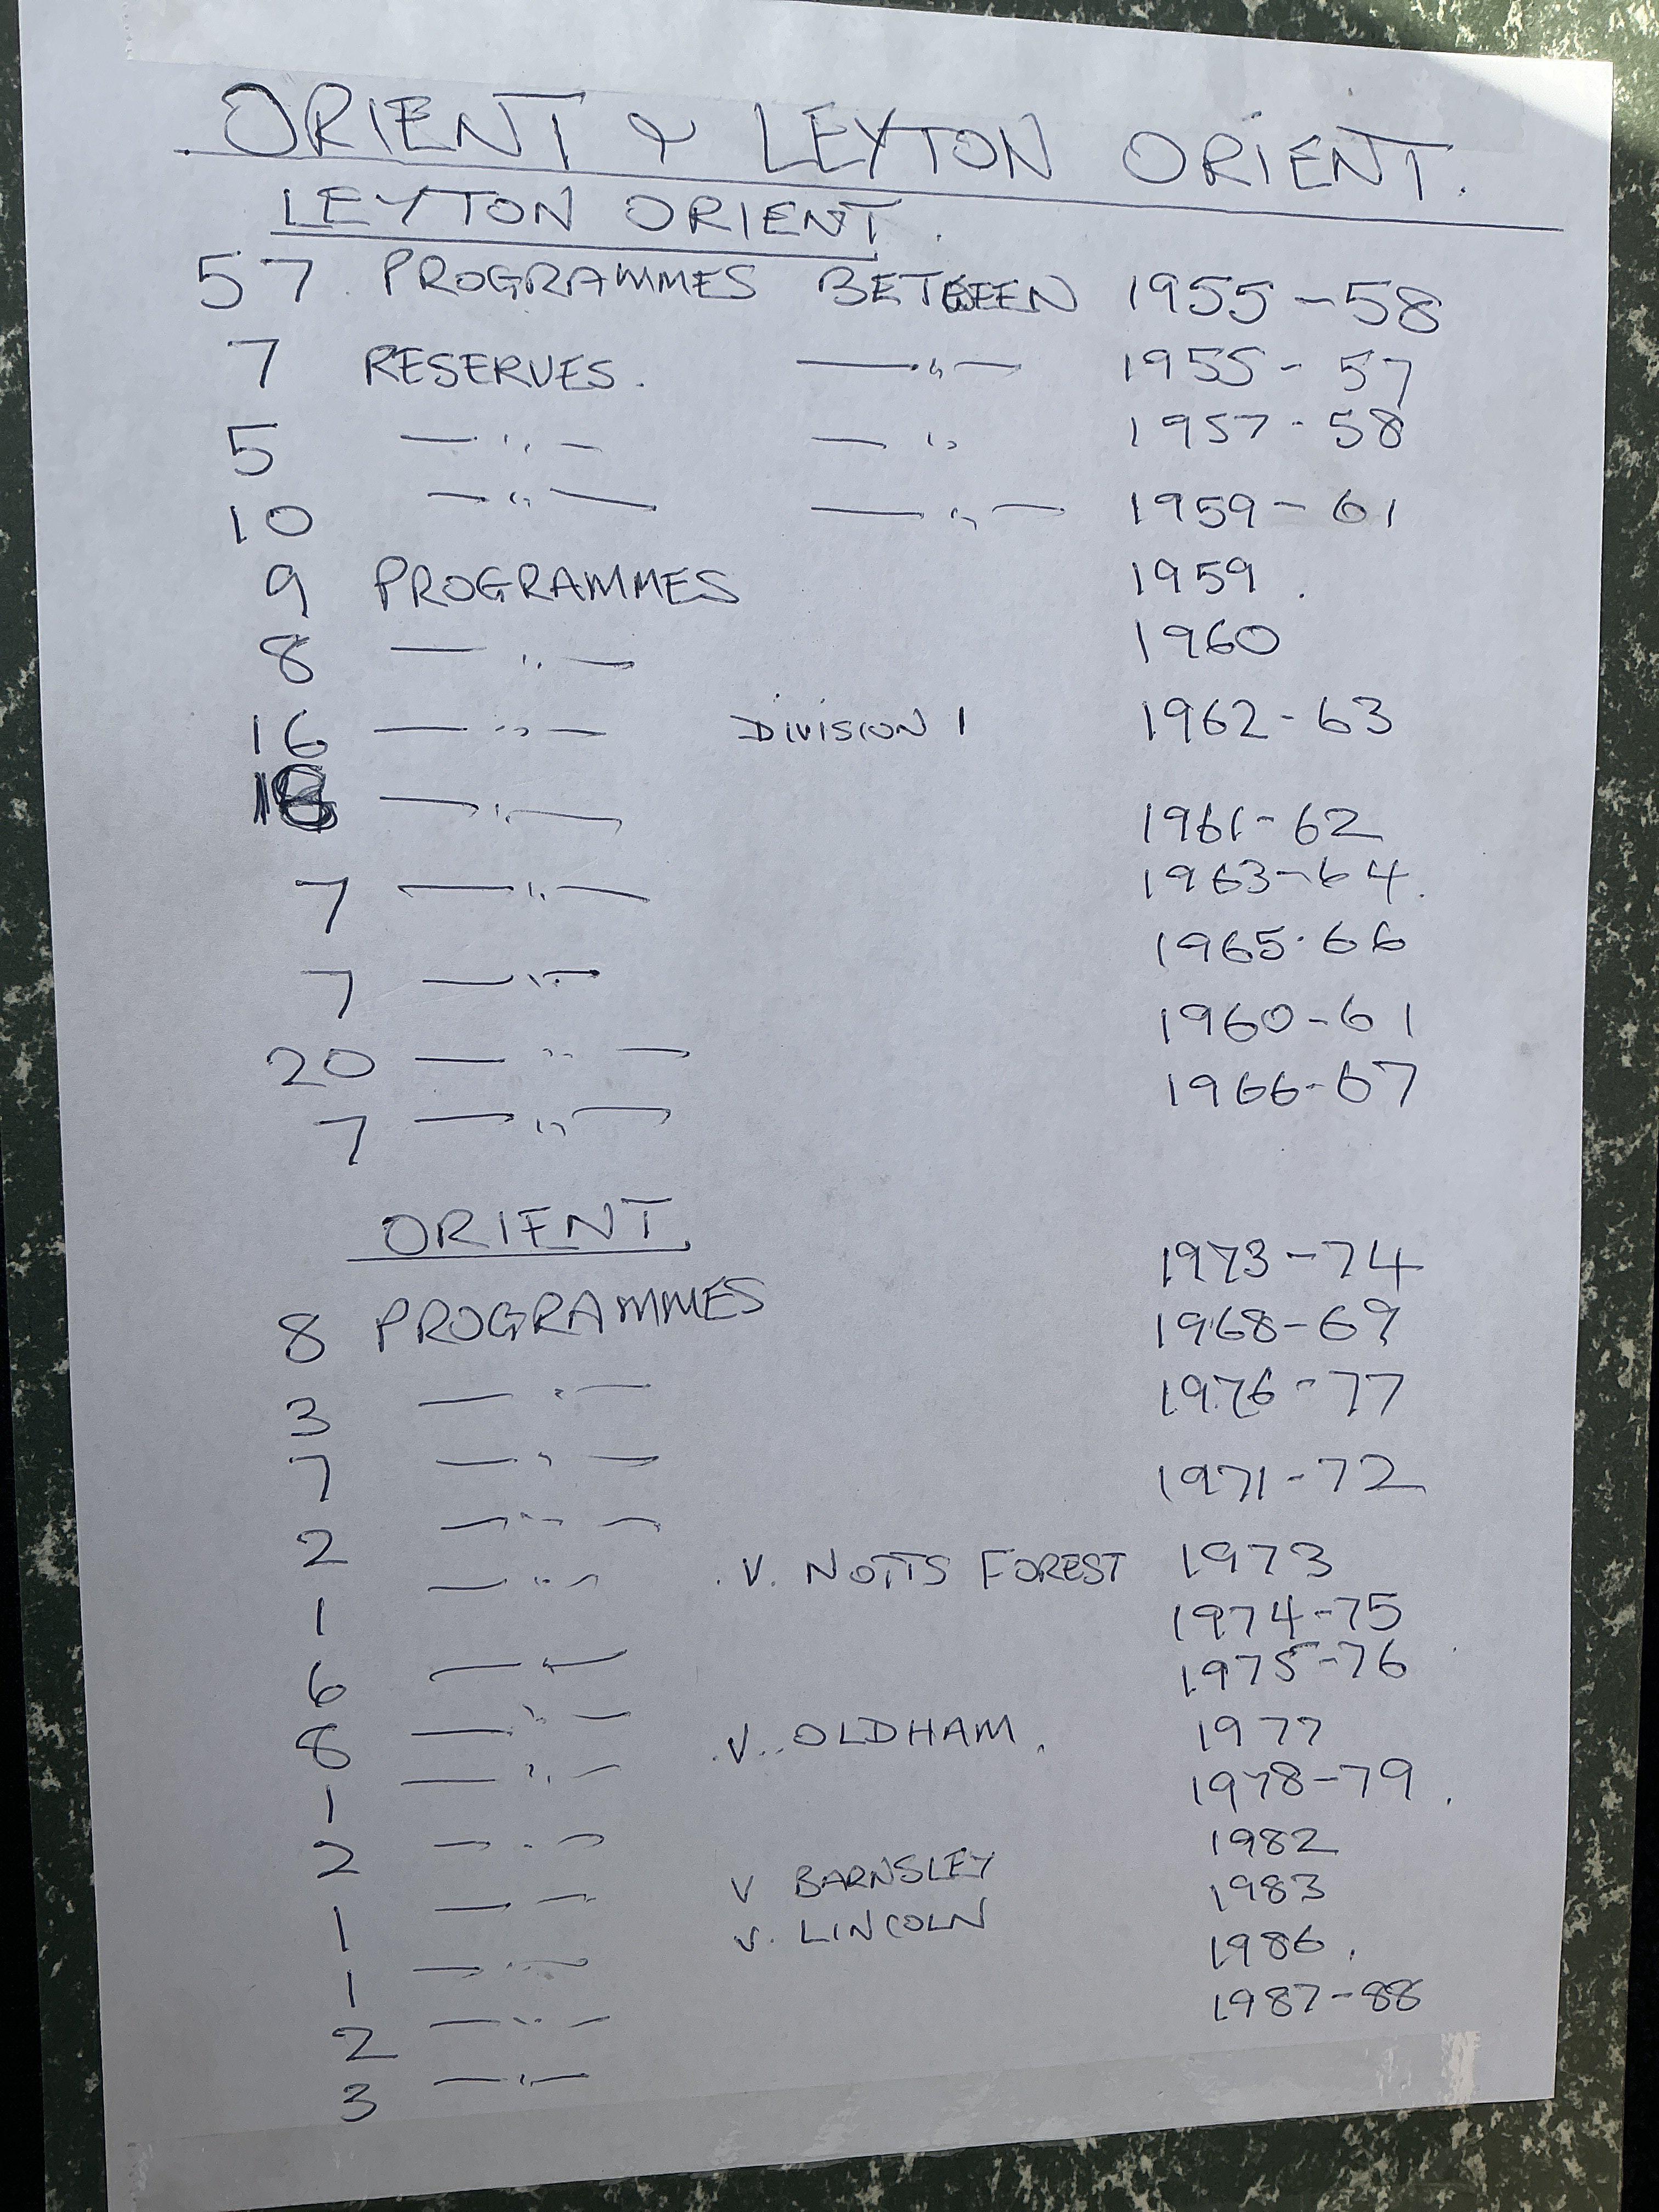 ORIENT & LEYTON ORIENT.
LEYTON ORIENT.
57 PROGRAMMES BETWEEN 1955-58
7 RESERVES. —"— 1955-57
5 —"— —" 1957-58
10 —"— —"— 1959-61
9 PROGRAMMES 1959.
8 —"— 1960
16 —"— DIVISION 1 1962-63
—"— 1961-62
7 —"— 1963-64.
7 —"— 1965-66
20 —"— 1960-61
7 —"— 1966-67
ORIENT.
8 PROGRAMMES 1973-74
3 —"— 1968-69
7 —"— 1976-77
2 —"— 1971-72
1 —"— .V. NOTTS FOREST 1973
6 —"— 1974-75
8 —"— 1975-76
1 —"— .V.. OLDHAM. 1977
2 —"— 1978-79.
1 —"— V BARNSLEY 1982
1 —"— V. LINCOLN 1983
2 —"— 1986.
3 —"— 1987-88